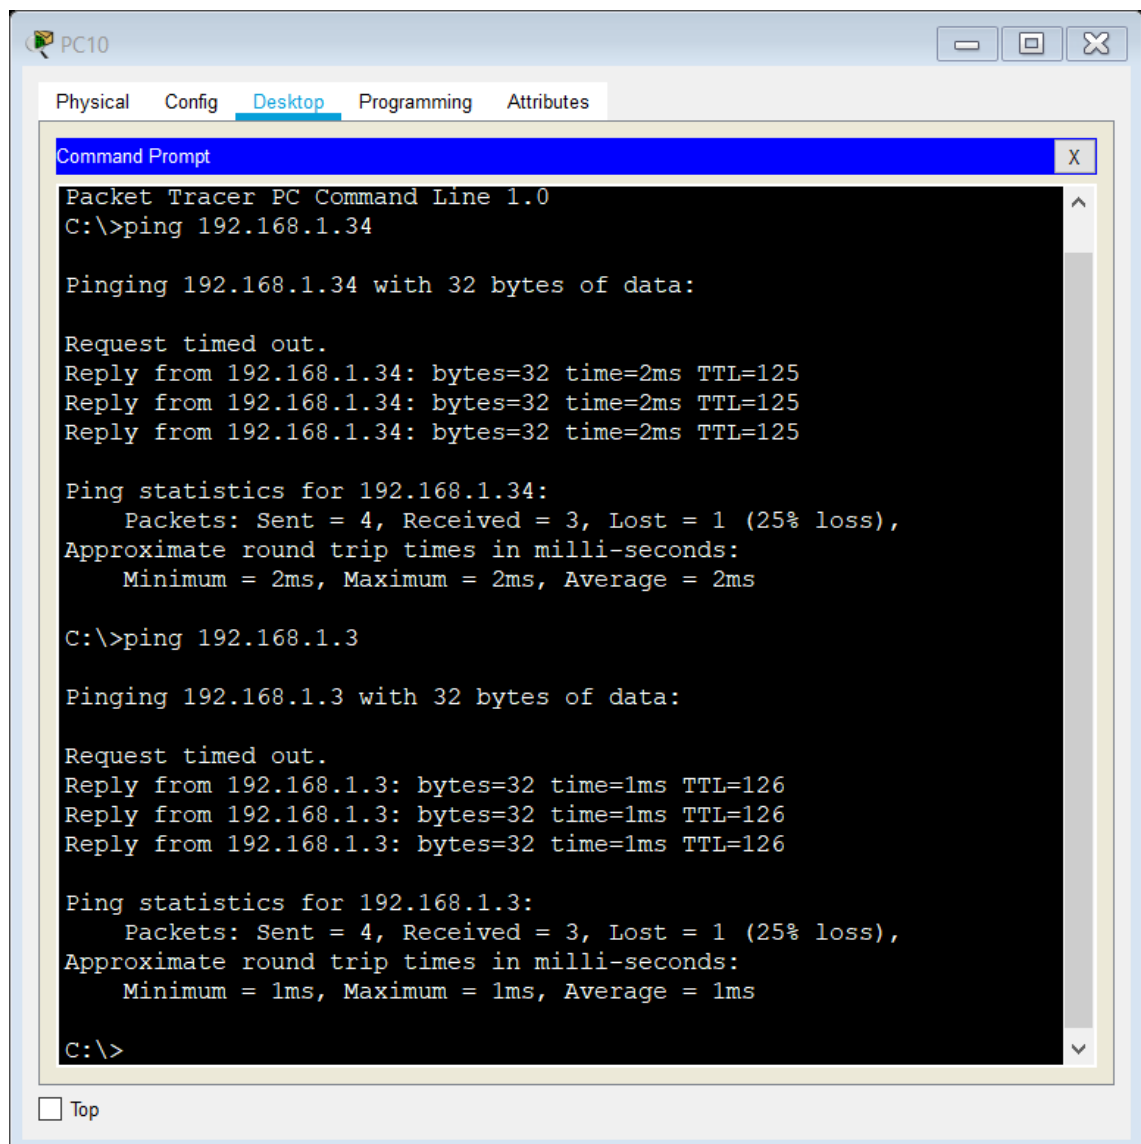 PC10
Physical Config Desktop Programming Attributes
Command Prompt X
Packet Tracer PC Command Line 1.0
C:\>ping 192.168.1.34
Pinging 192.168.1.34 with 32 bytes of data:
Request timed out.
Reply from 192.168.1.34: bytes=32 time=2ms TTL=125
Reply from 192.168.1.34: bytes=32 time=2ms TTL=125
Reply from 192.168.1.34: bytes=32 time=2ms TTL=125
Ping statistics for 192.168.1.34:
    Packets: Sent = 4, Received = 3, Lost = 1 (25% loss),
Approximate round trip times in milli-seconds:
    Minimum = 2ms, Maximum = 2ms, Average = 2ms
C:\>ping 192.168.1.3
Pinging 192.168.1.3 with 32 bytes of data:
Request timed out.
Reply from 192.168.1.3: bytes=32 time=1ms TTL=126
Reply from 192.168.1.3: bytes=32 time=1ms TTL=126
Reply from 192.168.1.3: bytes=32 time=1ms TTL=126
Ping statistics for 192.168.1.3:
    Packets: Sent = 4, Received = 3, Lost = 1 (25% loss),
Approximate round trip times in milli-seconds:
    Minimum = 1ms, Maximum = 1ms, Average = 1ms
C:\>
Top